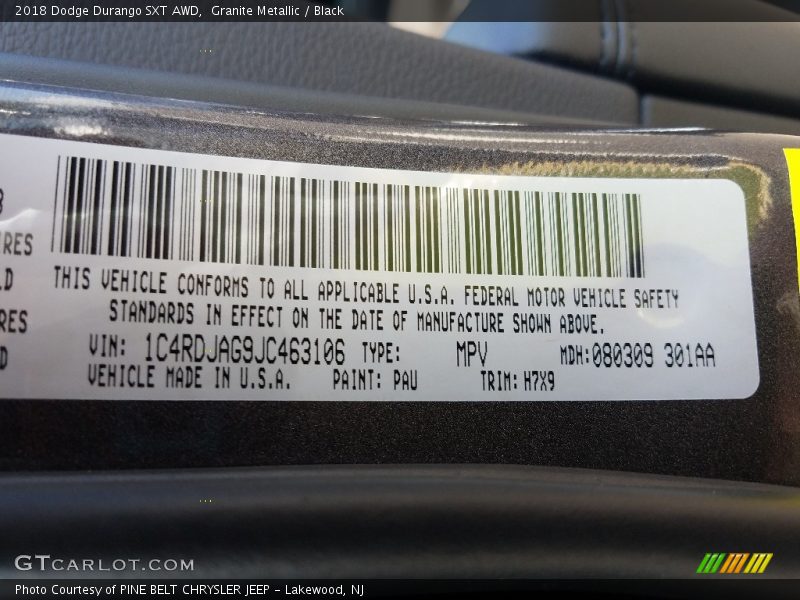 2018 Dodge Durango SXT AWD, Granite Metallic / Black
RES
RES
THIS VEHICLE CONFORMS TO ALL APPLICABLE U.S.A. FEDERAL MOTOR VEHICLE SAFETY
STANDARDS IN EFFECT ON THE DATE OF MANUFACTURE SHOWN ABOVE.
VIN: 1C4RDJAG9JC463106 TYPE: MPV MDH:080309 301AA
VEHICLE MADE IN U.S.A. PAINT: PAU TRIM: H7X9
GTCARLOT.COM
Photo Courtesy of PINE BELT CHRYSLER JEEP - Lakewood, NJ